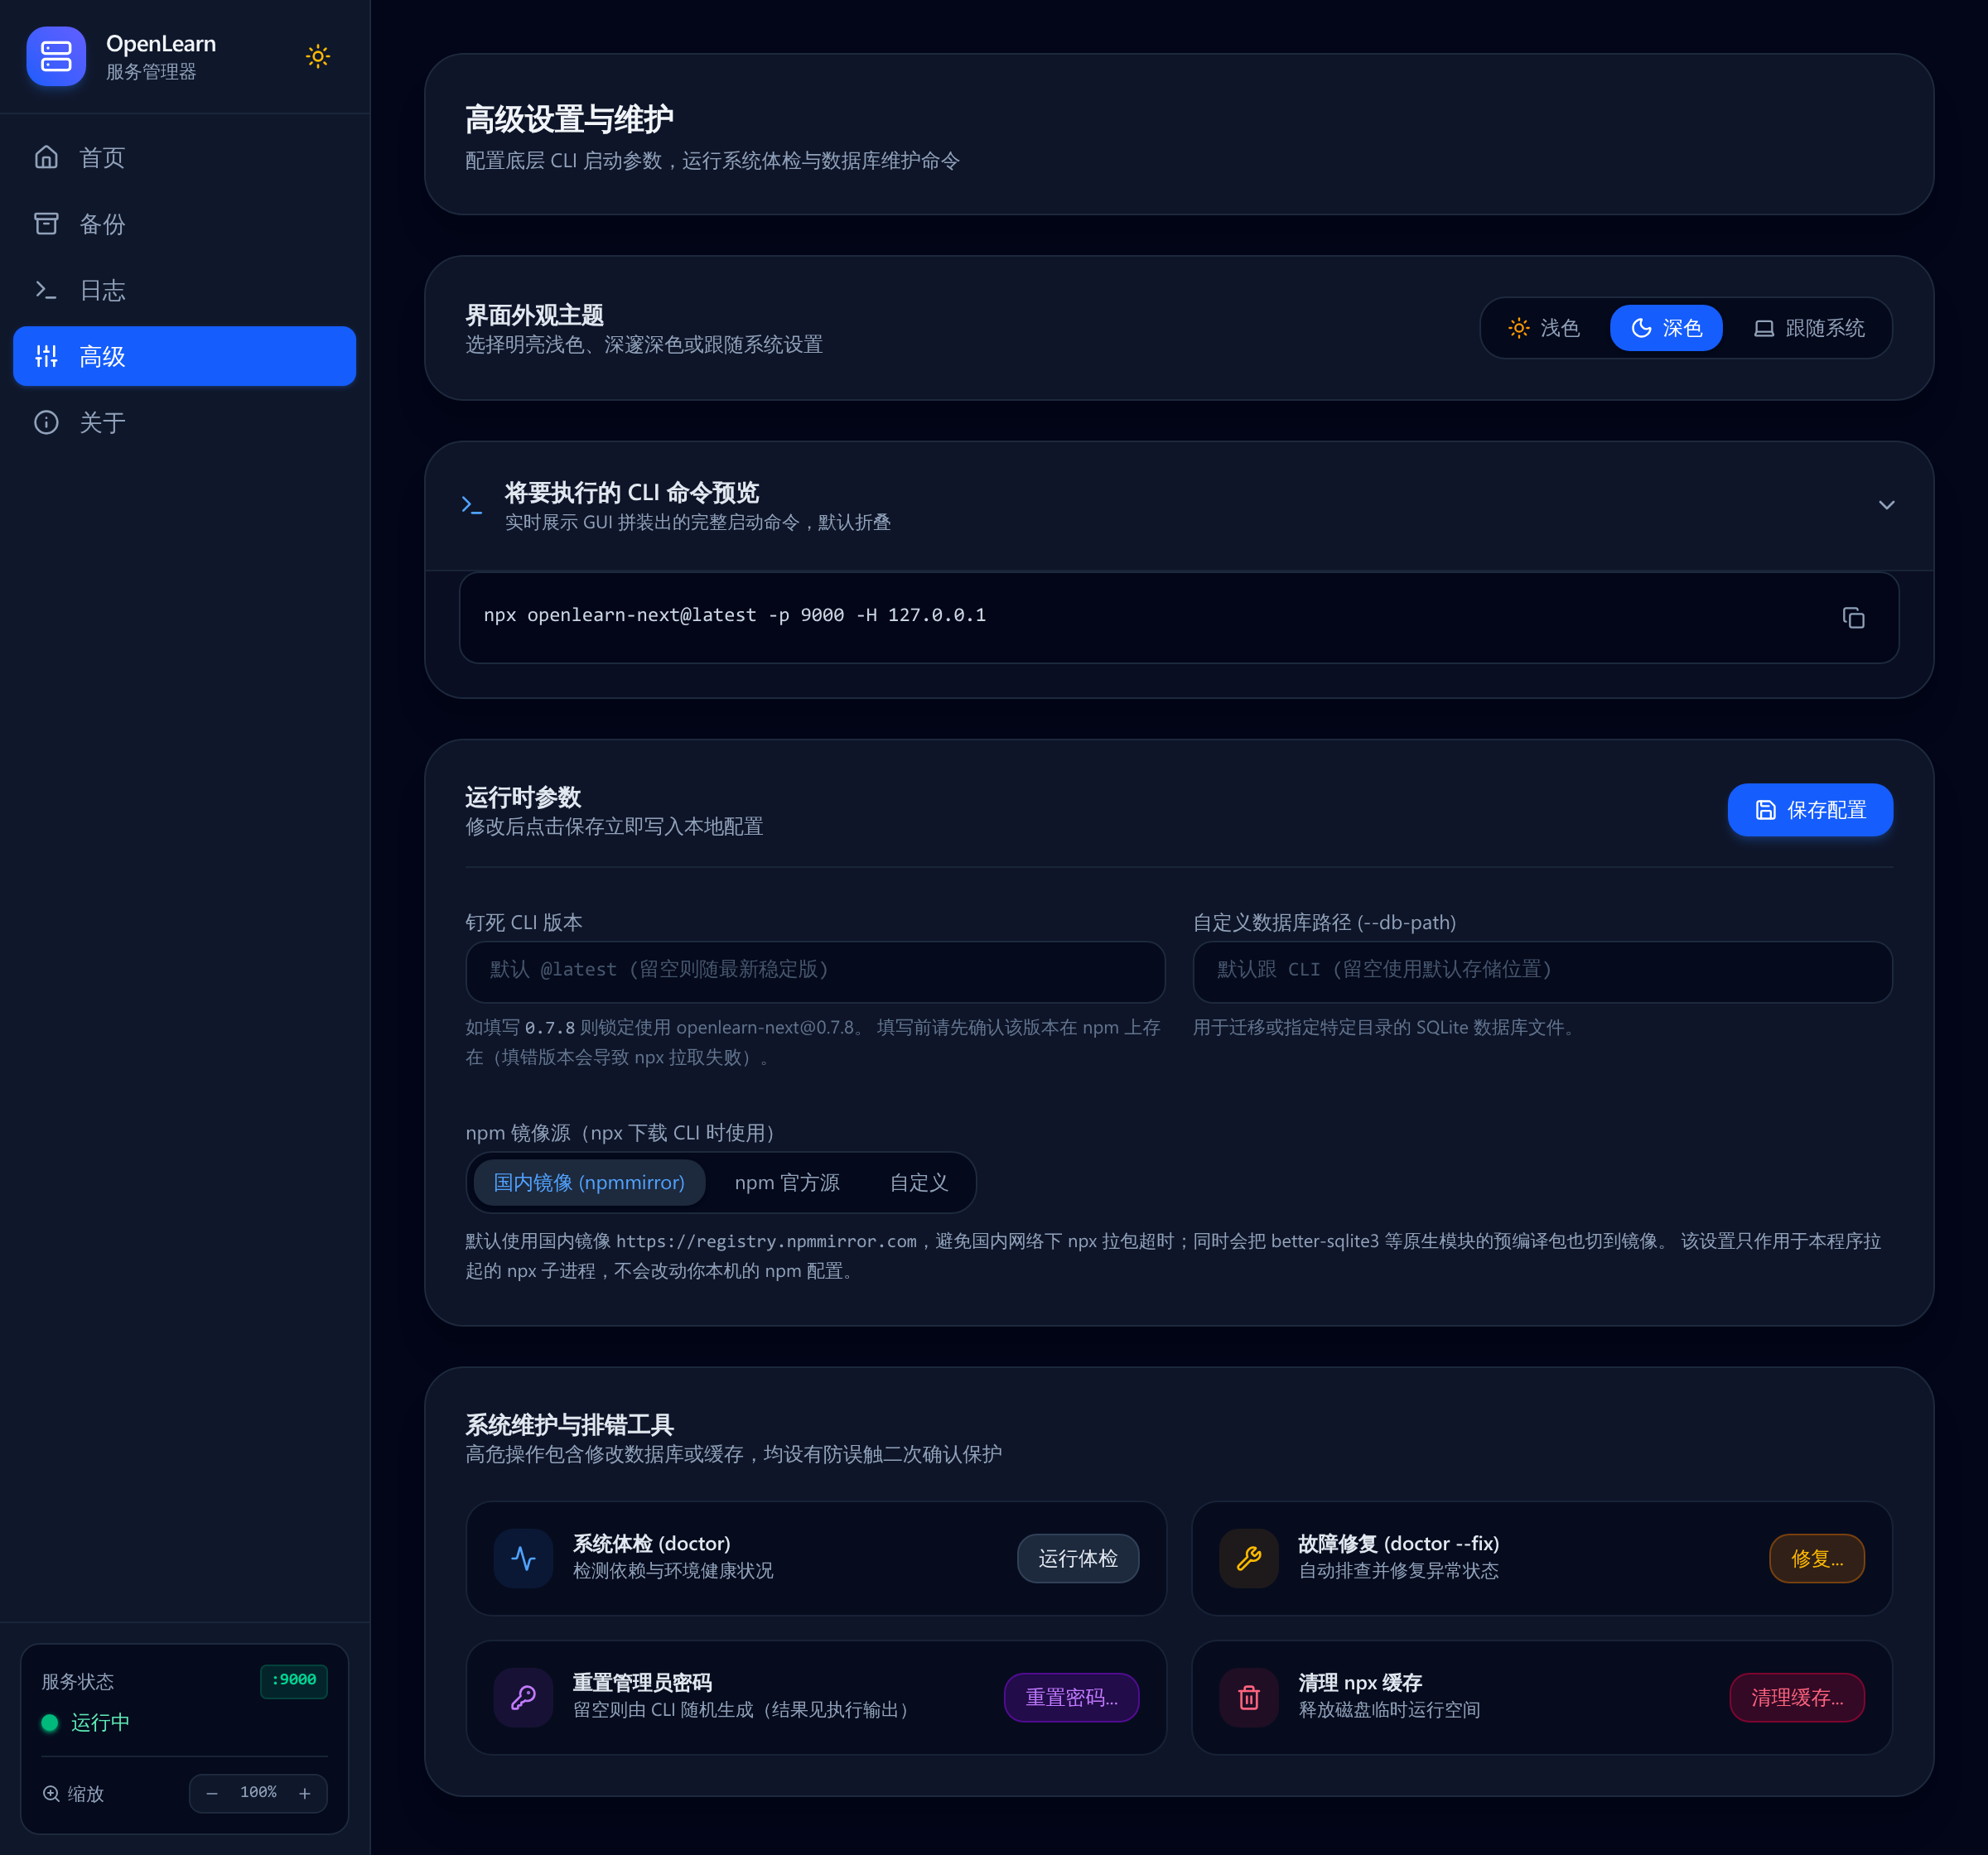 OpenLearn
服务管理器
首页
备份
日志
高级
关于
服务状态
:9000
运行中
缩放
− 100% +
高级设置与维护
配置底层 CLI 启动参数，运行系统体检与数据库维护命令
界面外观主题
选择明亮浅色、深邃深色或跟随系统设置
浅色
深色
跟随系统
将要执行的 CLI 命令预览
实时展示 GUI 拼装出的完整启动命令，默认折叠
npx openlearn-next@latest -p 9000 -H 127.0.0.1
运行时参数
修改后点击保存立即写入本地配置
保存配置
钉死 CLI 版本
默认 @latest (留空则随最新稳定版)
如填写 0.7.8 则锁定使用 openlearn-next@0.7.8。 填写前请先确认该版本在 npm 上存
在（填错版本会导致 npx 拉取失败）。
自定义数据库路径 (--db-path)
默认跟 CLI (留空使用默认存储位置)
用于迁移或指定特定目录的 SQLite 数据库文件。
npm 镜像源（npx 下载 CLI 时使用）
国内镜像 (npmmirror)
npm 官方源
自定义
默认使用国内镜像 https://registry.npmmirror.com，避免国内网络下 npx 拉包超时；同时会把 better-sqlite3 等原生模块的预编译包也切到镜像。 该设置只作用于本程序拉
起的 npx 子进程，不会改动你本机的 npm 配置。
系统维护与排错工具
高危操作包含修改数据库或缓存，均设有防误触二次确认保护
系统体检 (doctor)
检测依赖与环境健康状况
运行体检
故障修复 (doctor --fix)
自动排查并修复异常状态
修复...
重置管理员密码
留空则由 CLI 随机生成（结果见执行输出）
重置密码...
清理 npx 缓存
释放磁盘临时运行空间
清理缓存...